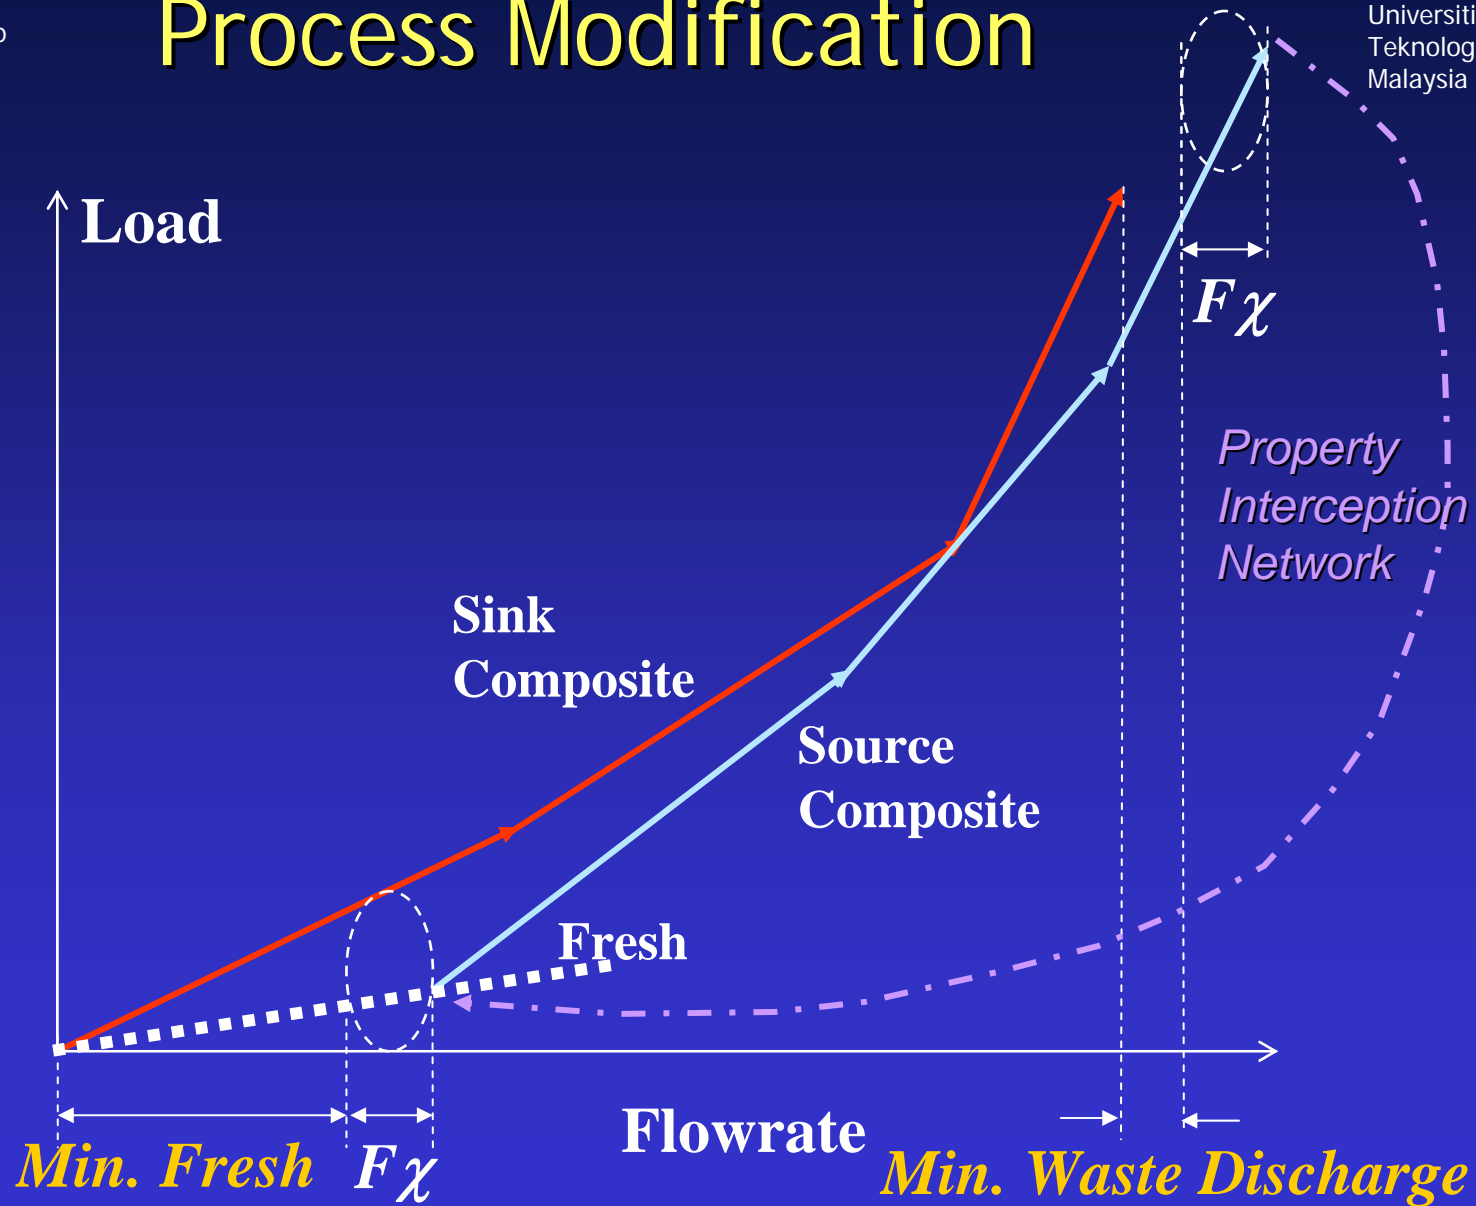 Process Modification
Universiti
Teknolog
Malaysia
Load
Fχ
Property
Interception
Network
Sink
Composite
Source
Composite
Fresh
Flowrate
Min. Fresh
Fχ
Min. Waste Discharge